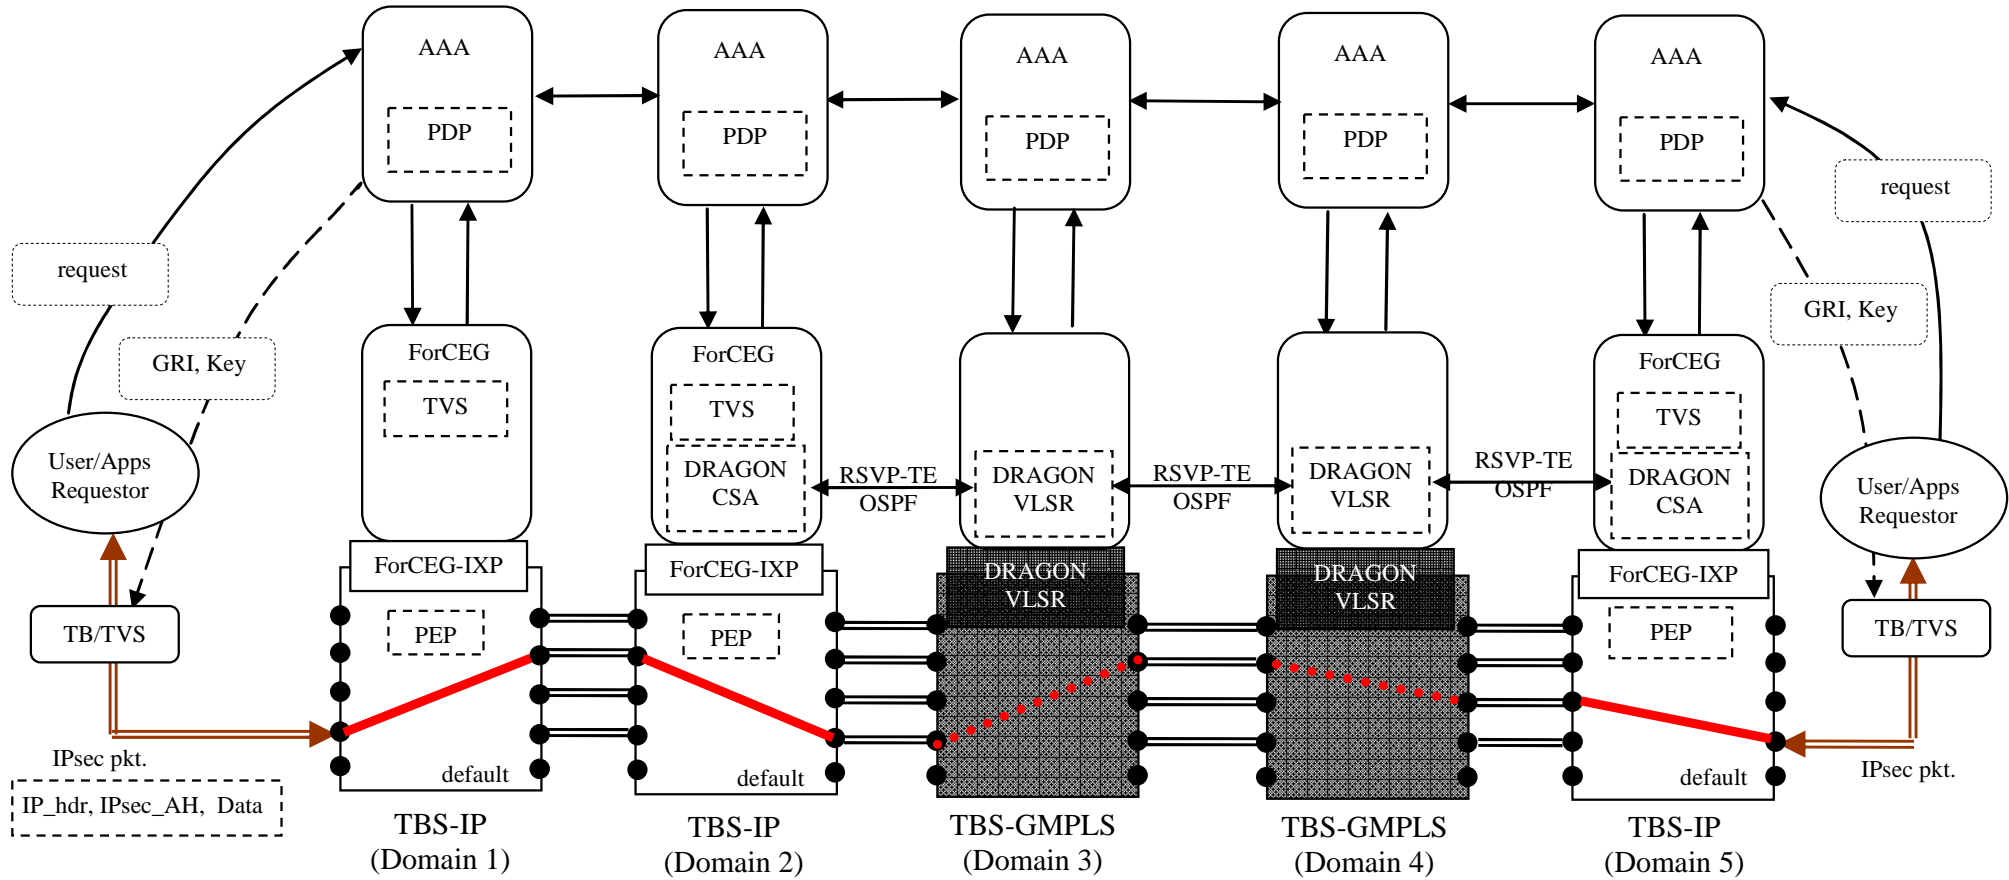 AAA
AAA
AAA
AAA
AAA
PDP
PDP
PDP
PDP
PDP
request
request
GRI, Key
GRI, Key
ForCEG
TVS
ForCEG
TVS
DRAGON
CSA
RSVP-TE
OSPF
DRAGON
VLSR
RSVP-TE
OSPF
DRAGON
VLSR
RSVP-TE
OSPF
ForCEG
TVS
DRAGON
CSA
User/Apps
Requestor
User/Apps
Requestor
ForCEG-IXP
ForCEG-IXP
DRAGON
VLSR
DRAGON
VLSR
ForCEG-IXP
TB/TVS
PEP
PEP
PEP
TB/TVS
IPsec pkt.
default
default
default
IPsec pkt.
IP_hdr, IPsec_AH, Data
TBS-IP
(Domain 1)
TBS-IP
(Domain 2)
TBS-GMPLS
(Domain 3)
TBS-GMPLS
(Domain 4)
TBS-IP
(Domain 5)